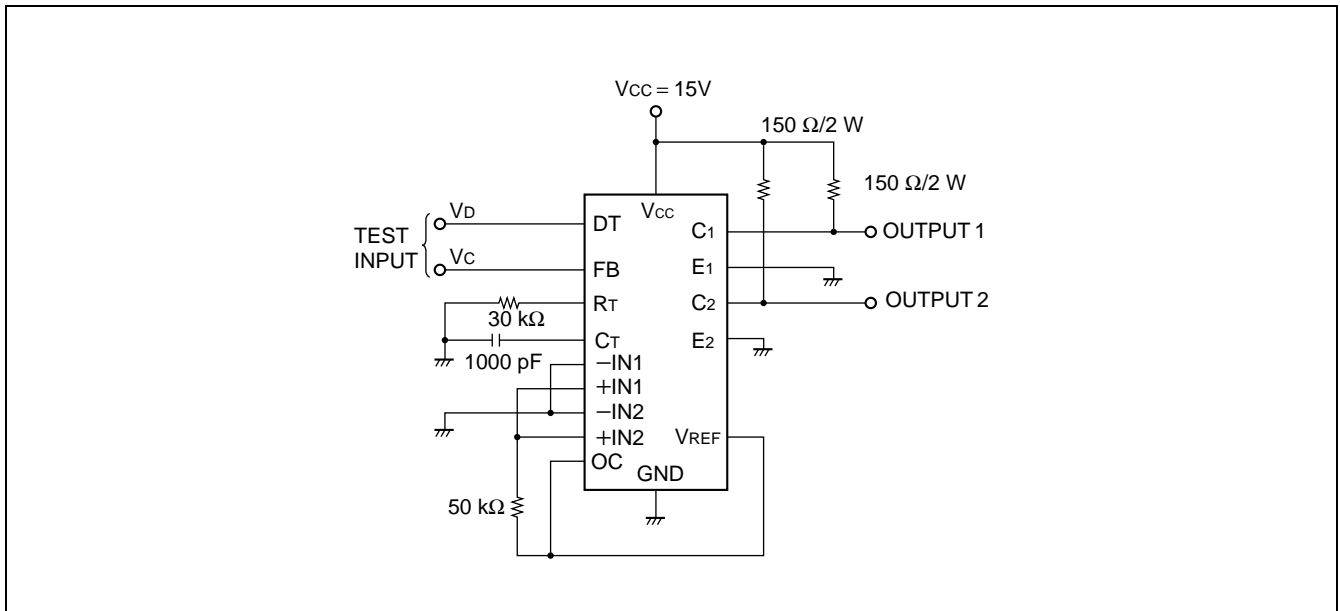 VCC = 15V
150 Ω/2 W
150 Ω/2 W
TEST INPUT
VD
VC
DT
FB
RT
CT
−IN1
+IN1
−IN2
+IN2
OC
VCC
C1
E1
C2
E2
VREF
GND
OUTPUT 1
OUTPUT 2
30 kΩ
1000 pF
50 kΩ